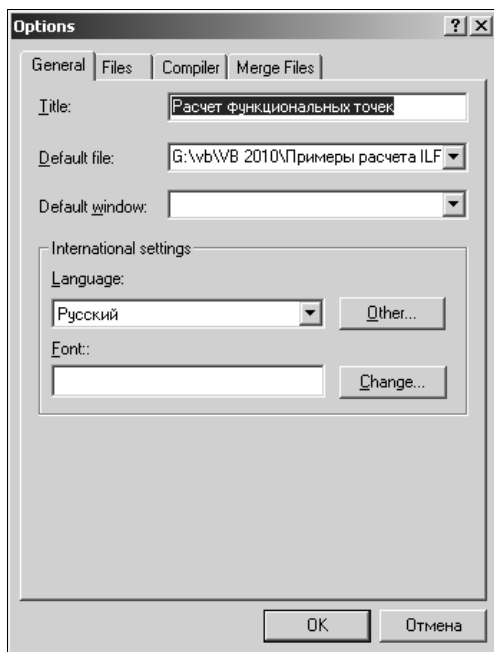 Options
General Files Compiler Merge Files
Title: Расчет функциональных точек
Default file: G:\vb\VB 2010\Примеры расчета ILF
Default window:
International settings
Language:
Русский Other...
Font::
Change...
OK Отмена